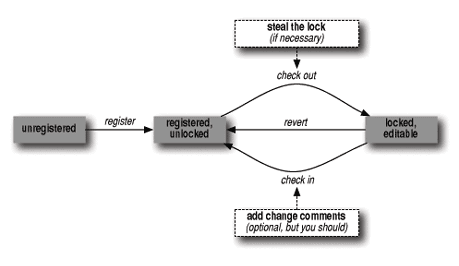 steal the lock
(if necessary)
check out
unregistered
register
registered,
unlocked
revert
locked,
editable
check in
add change comments
(optional, but you should)